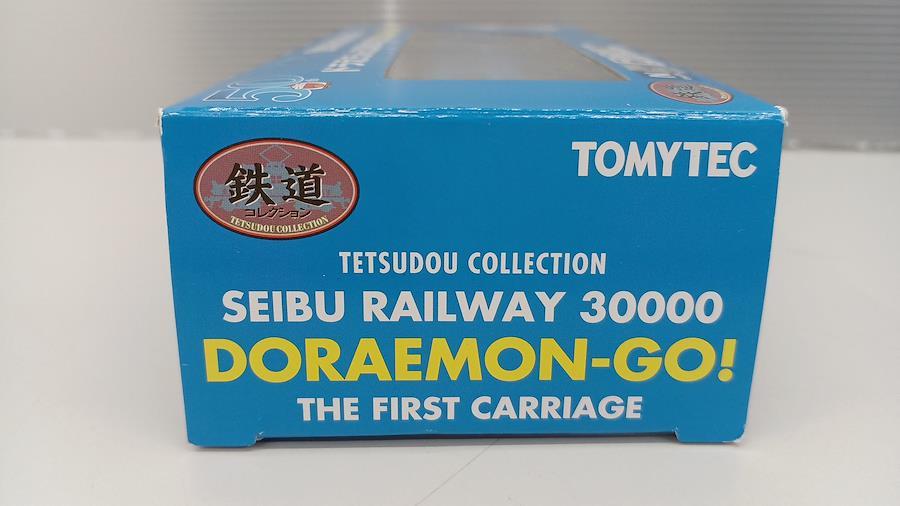 鉄道
コレクション
TETSUDOU COLLECTION
TOMYTEC
TETSUDOU COLLECTION
SEIBU RAILWAY 30000
DORAEMON-GO!
THE FIRST CARRIAGE